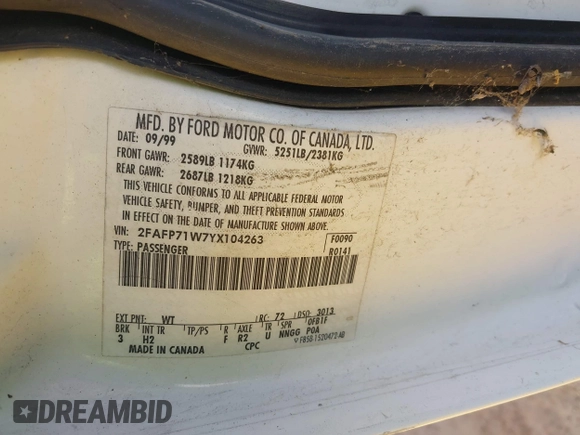 MFD. BY FORD MOTOR CO. OF CANADA, LTD.
DATE: 09/99 GVWR: 5251LB/2381KG
FRONT GAWR: 2589LB 1174KG
REAR GAWR: 2687LB 1218KG
THIS VEHICLE CONFORMS TO ALL APPLICABLE FEDERAL MOTOR
VEHICLE SAFETY, BUMPER, AND THEFT PREVENTION STANDARDS
IN EFFECT ON THE DATE OF MANUFACTURE SHOWN ABOVE.
VIN: 2FAFP71W7YX104263 F0090
TYPE: PASSENGER R0141
EXT PNT: WT RC: 72 DSO: 3013
BRK INT TR TP/PS R AXLE TR SPR 0FB1F
3 H2 F R2 U NNGG P0A
MADE IN CANADA CPC F85B-1520472-AB
DREAMBID